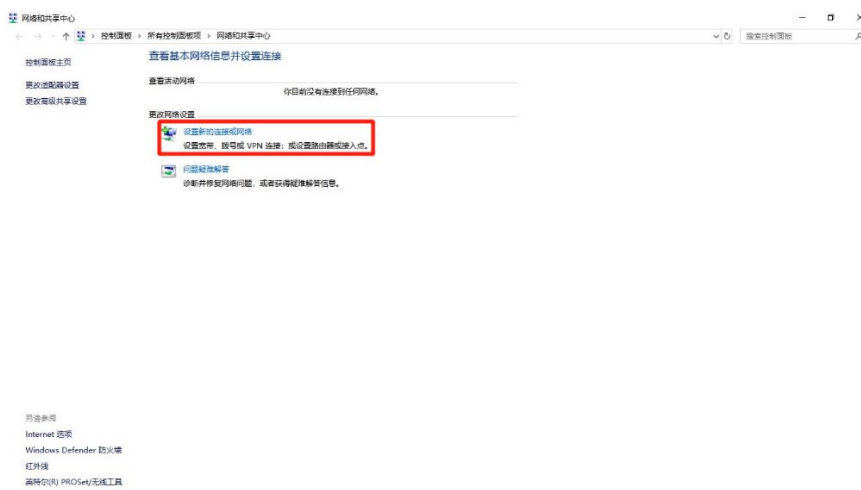 网络和共享中心
控制面板 › 所有控制面板项 › 网络和共享中心
搜索控制面板
控制面板主页
更改适配器设置
更改高级共享设置
查看基本网络信息并设置连接
查看活动网络
你目前没有连接到任何网络。
更改网络设置
设置新的连接或网络
设置宽带、拨号或 VPN 连接；或设置路由器或接入点。
问题疑难解答
诊断并修复网络问题，或者获得疑难解答信息。
另请参阅
Internet 选项
Windows Defender 防火墙
红外线
英特尔(R) PROSet/无线工具